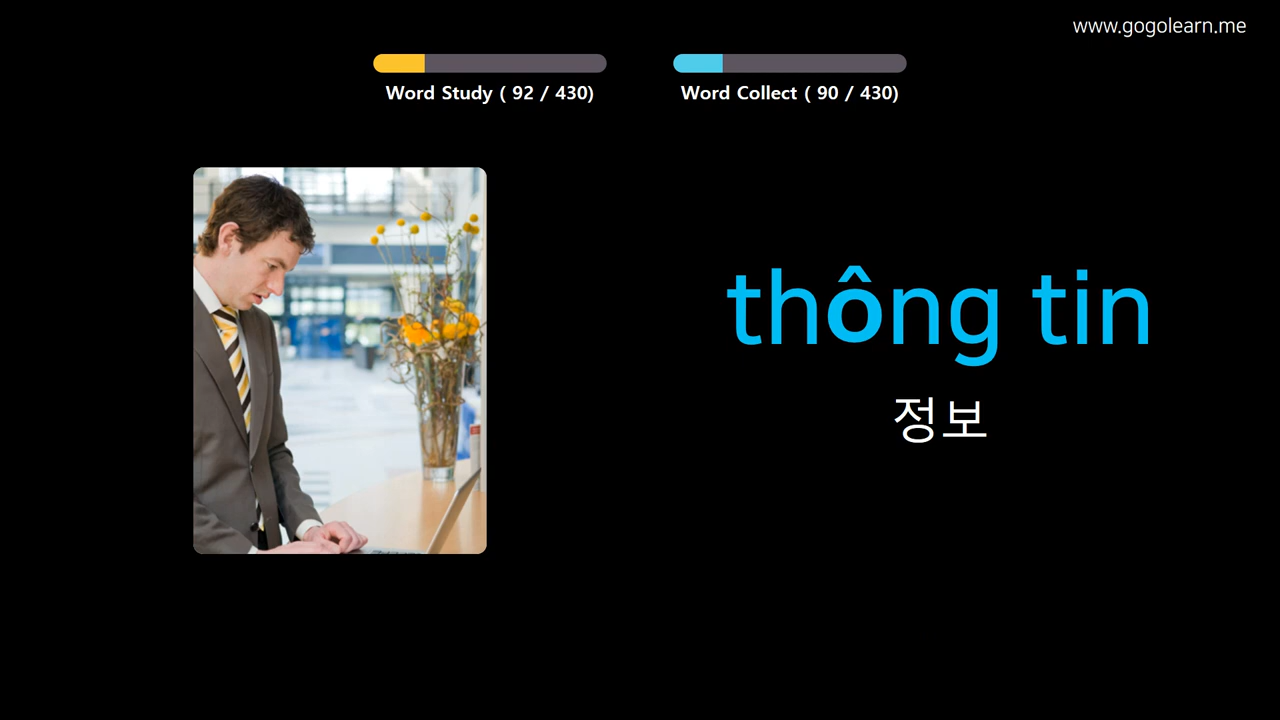 www.gogolearn.me
Word Study ( 92 / 430)
Word Collect ( 90 / 430)
thông tin
정보